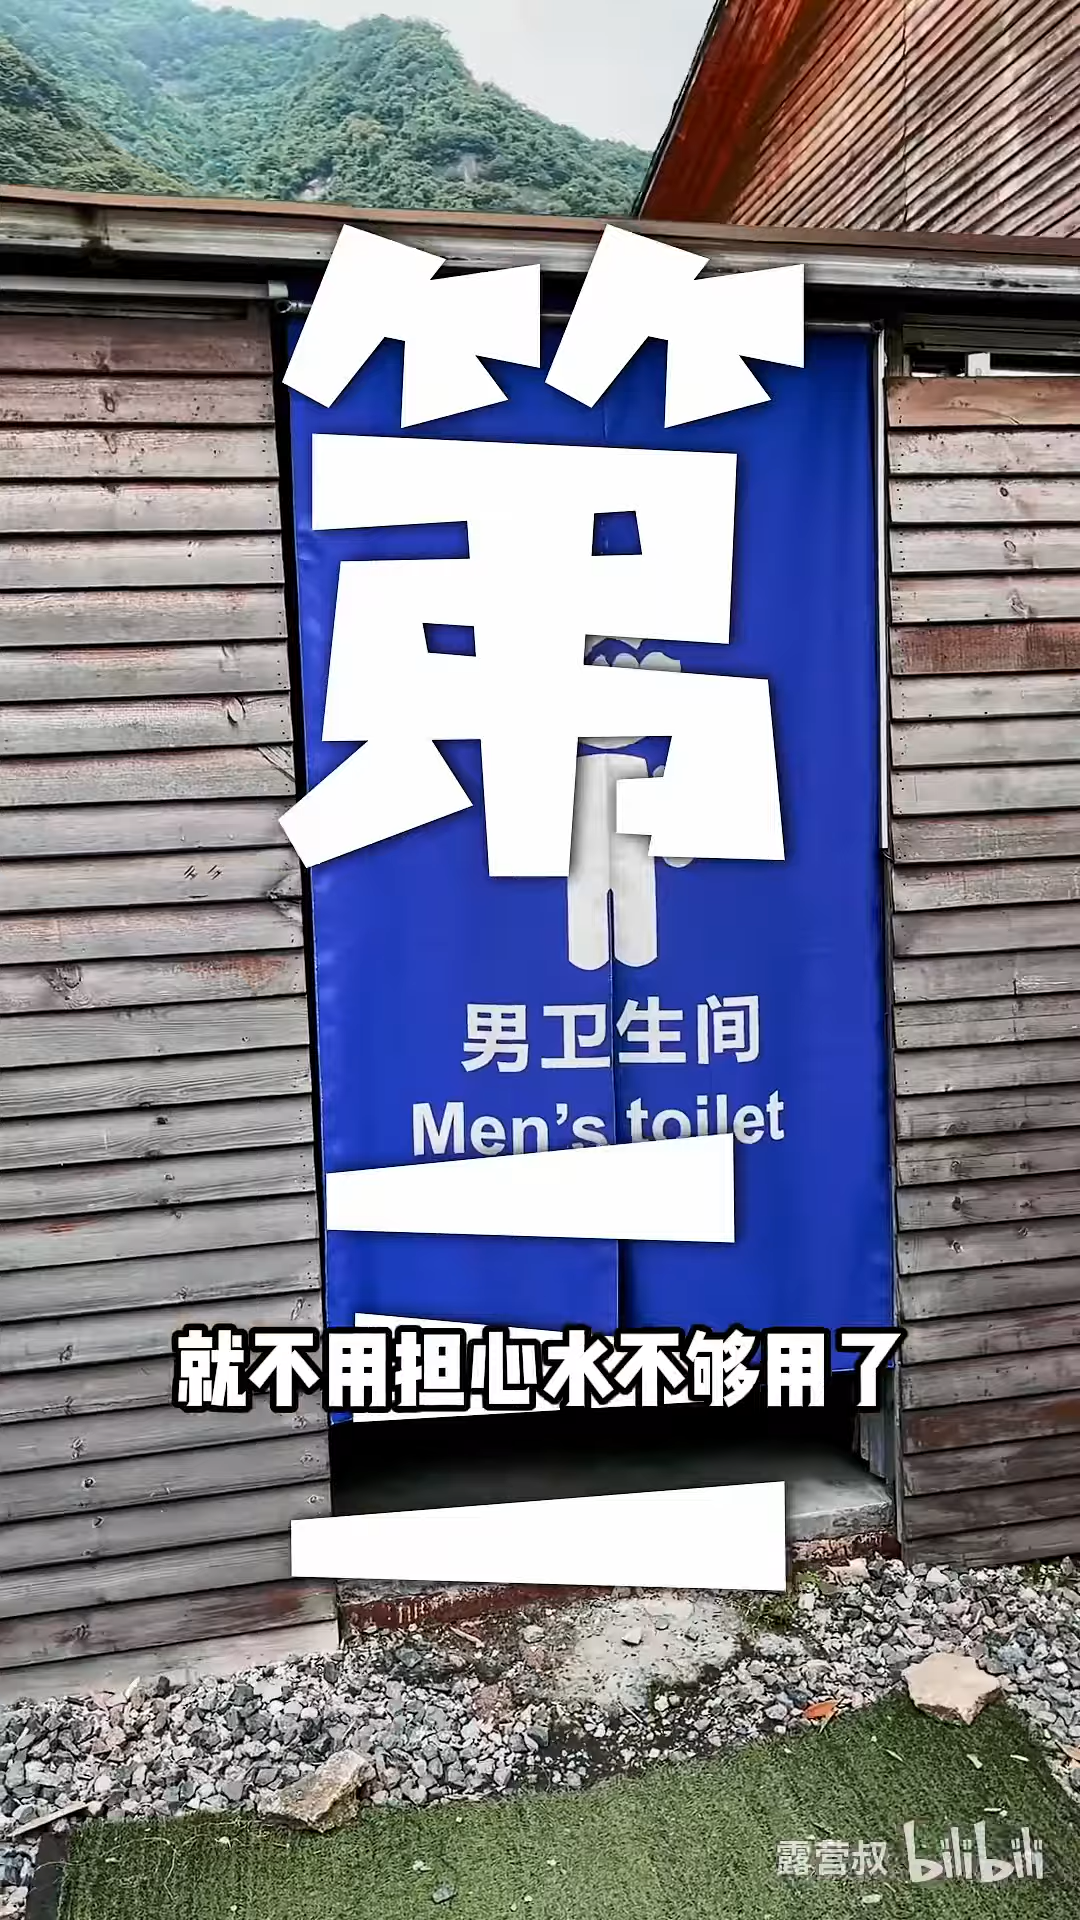 第
男卫生间
Men's toilet
三
就不用担心水不够用了
露营叔 bilibili